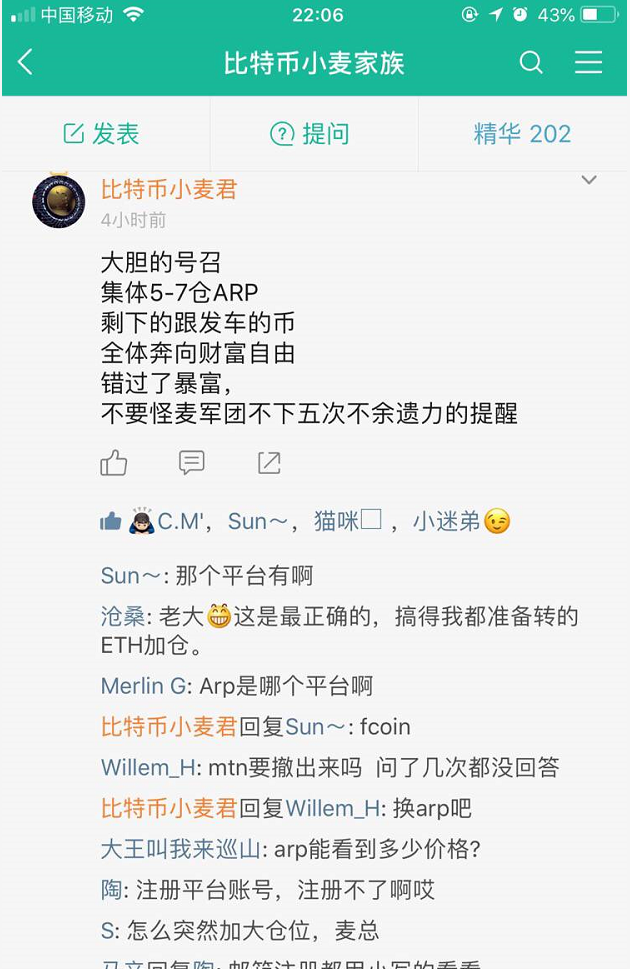 中国移动 22:06 43%
比特币小麦家族
发表 提问 精华 202
比特币小麦君
4小时前
大胆的号召
集体5-7仓ARP
剩下的跟发车的币
全体奔向财富自由
错过了暴富，
不要怪麦军团不下五次不余遗力的提醒
C.M', Sun～, 猫咪□ , 小迷弟😉
Sun～: 那个平台有啊
沧桑: 老大😁这是最正确的，搞得我都准备转的
ETH加仓。
Merlin G: Arp是哪个平台啊
比特币小麦君回复Sun～: fcoin
Willem_H: mtn要撤出来吗 问了几次都没回答
比特币小麦君回复Willem_H: 换arp吧
大王叫我来巡山: arp能看到多少价格?
陶: 注册平台账号，注册不了啊哎
S: 怎么突然加大仓位，麦总